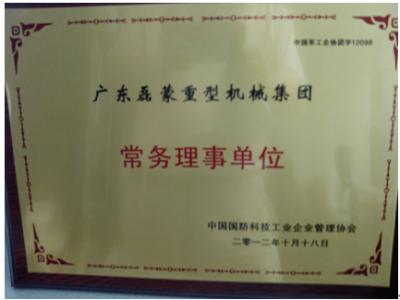 中国军工企协团字12098
广东磊蒙重型机械集团
常务理事单位
中国国防科技工业企业管理协会
二零一二年十月十八日